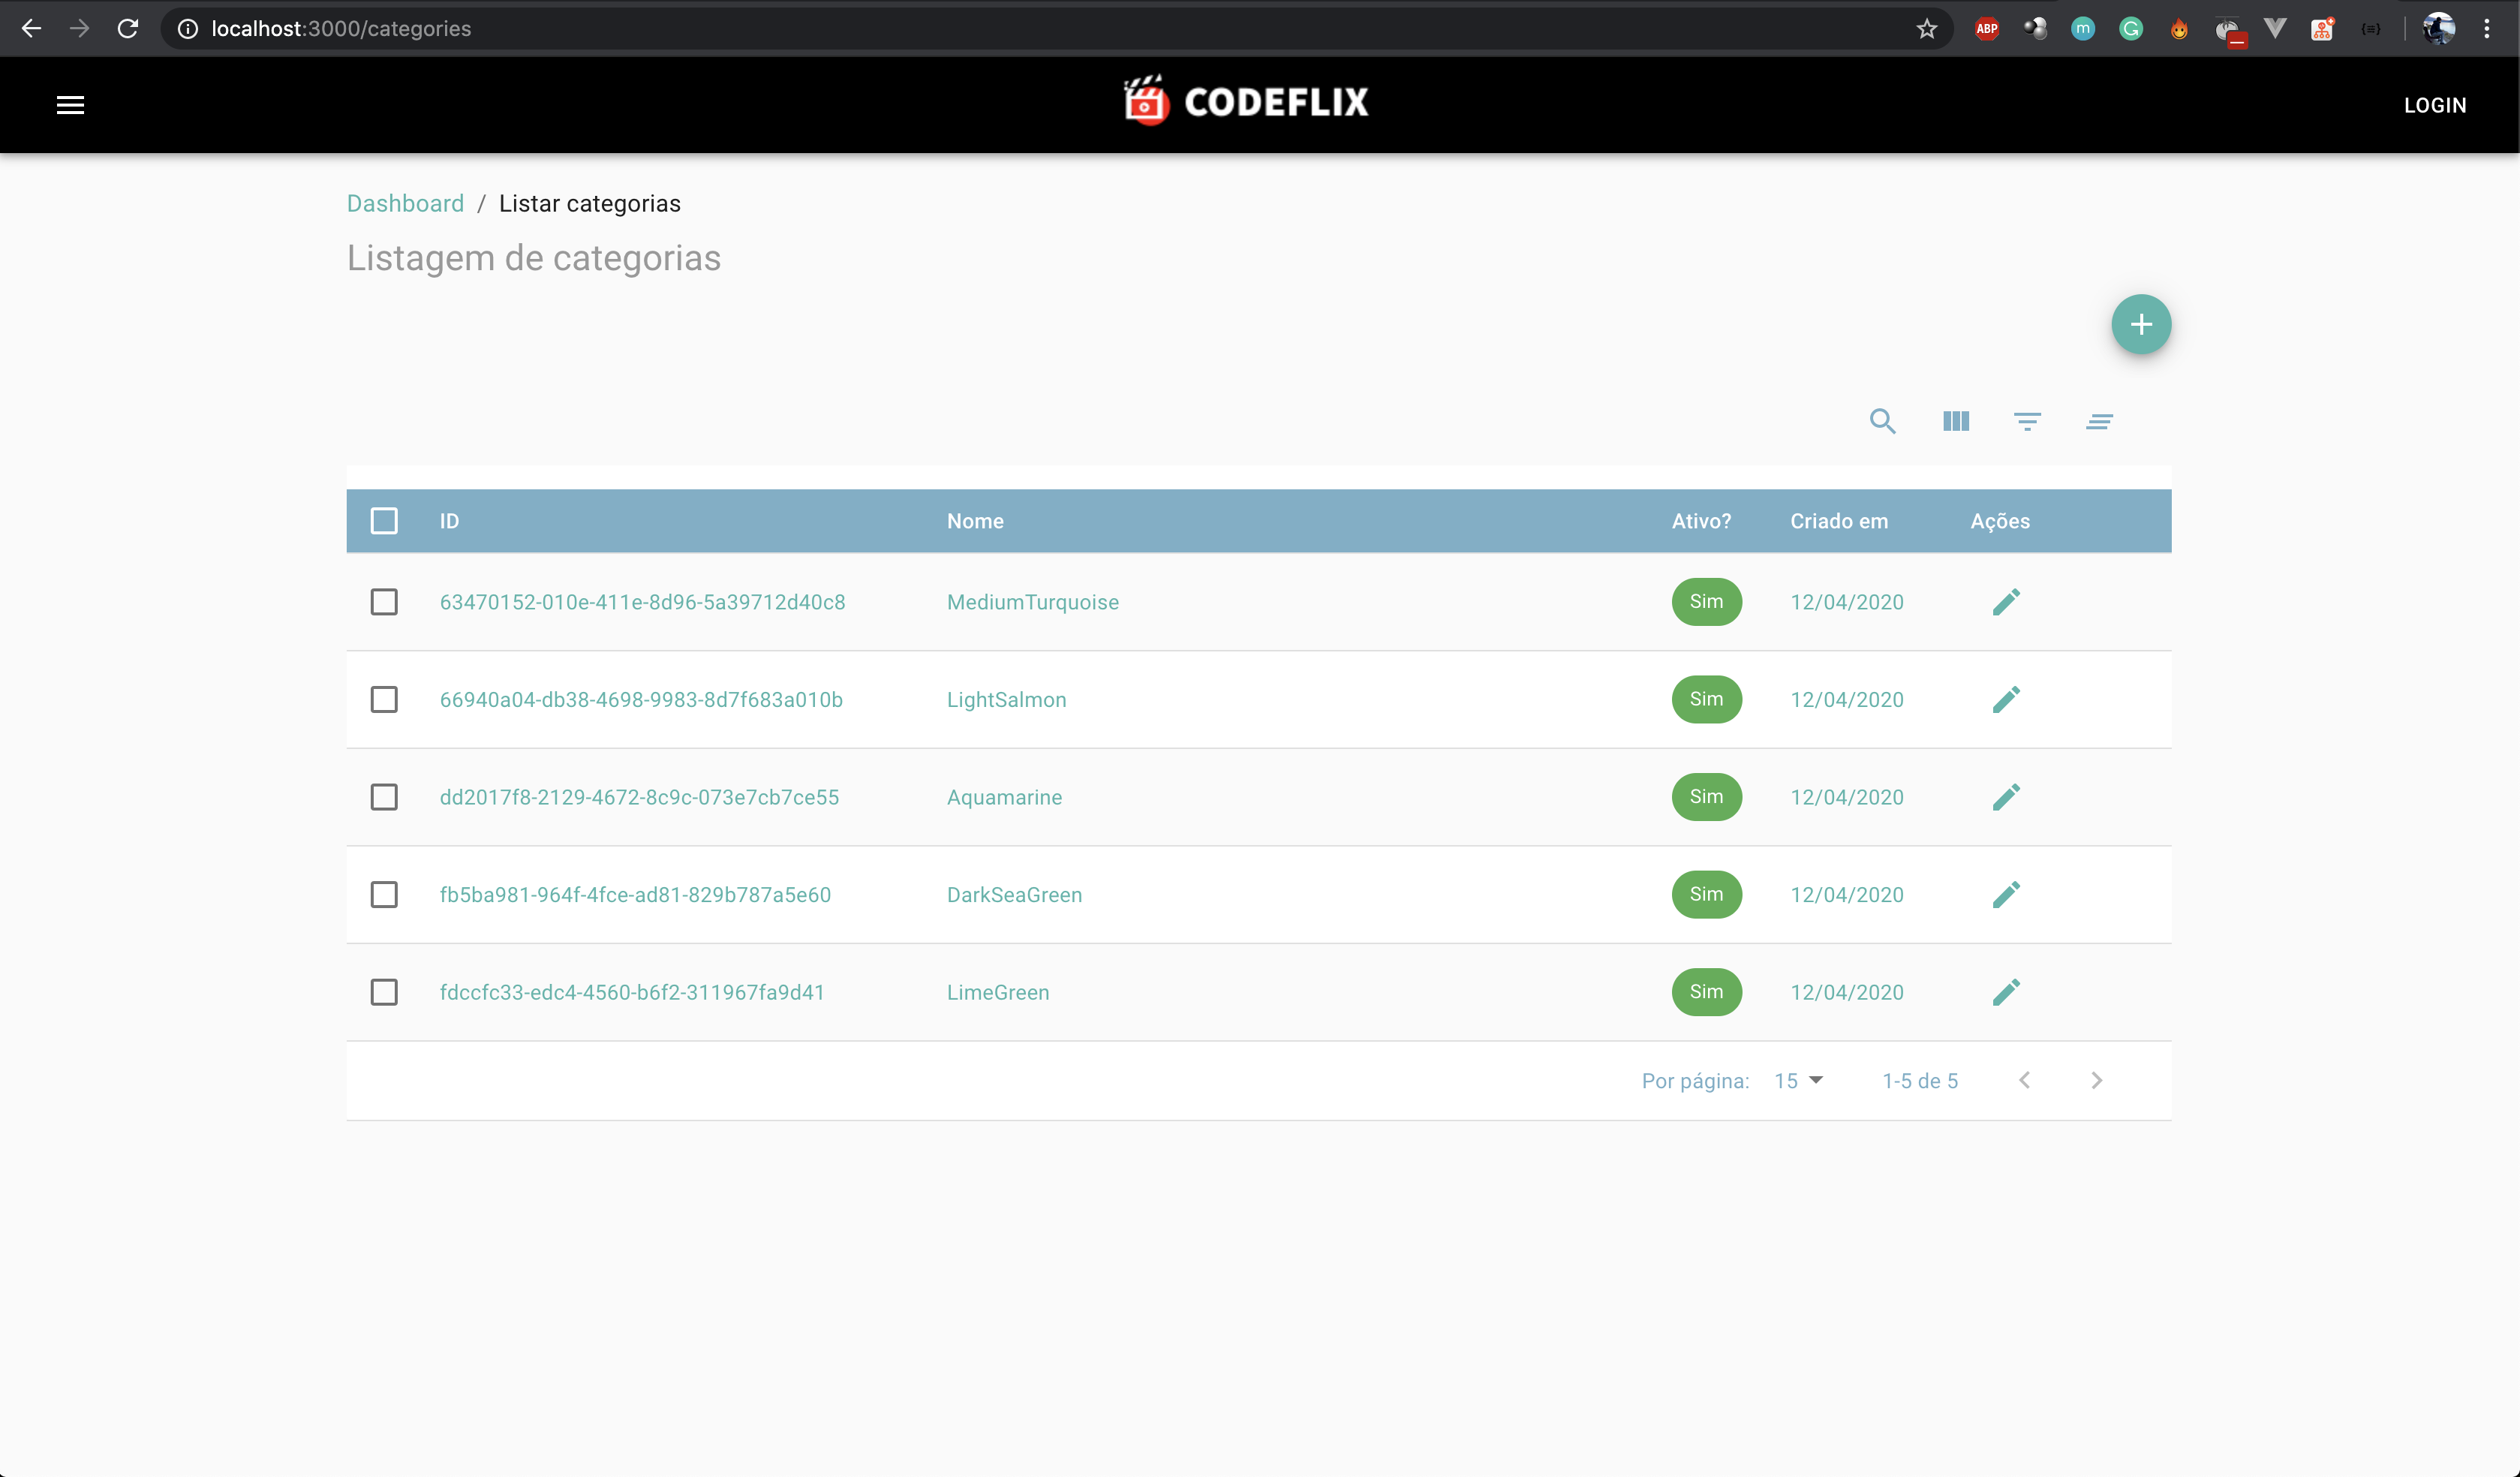 localhost:3000/categories
ABP
m
CODEFLIX
LOGIN
Dashboard / Listar categorias
Listagem de categorias
ID Nome Ativo? Criado em Ações
63470152-010e-411e-8d96-5a39712d40c8 MediumTurquoise Sim 12/04/2020
66940a04-db38-4698-9983-8d7f683a010b LightSalmon Sim 12/04/2020
dd2017f8-2129-4672-8c9c-073e7cb7ce55 Aquamarine Sim 12/04/2020
fb5ba981-964f-4fce-ad81-829b787a5e60 DarkSeaGreen Sim 12/04/2020
fdccfc33-edc4-4560-b6f2-311967fa9d41 LimeGreen Sim 12/04/2020
Por página: 15 1-5 de 5